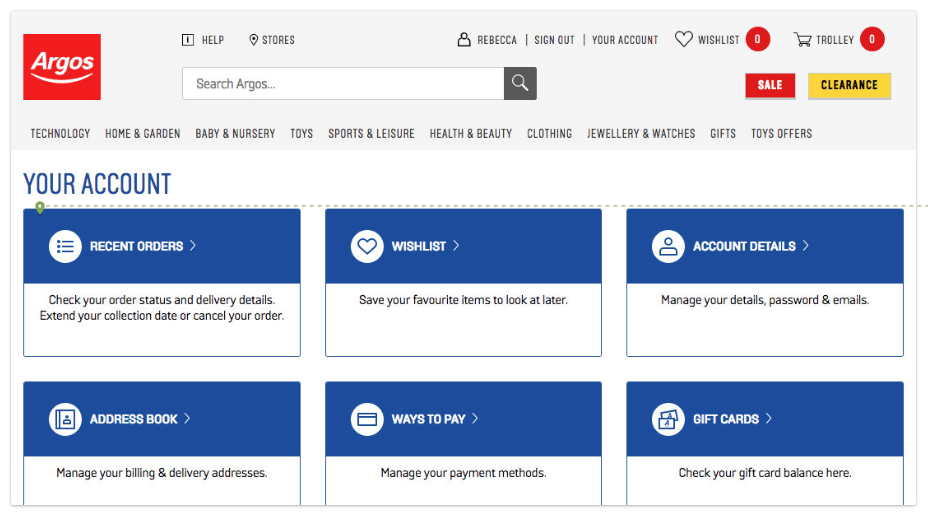 Argos
HELP
STORES
REBECCA | SIGN OUT | YOUR ACCOUNT
WISHLIST 0
TROLLEY 0
Search Argos...
SALE
CLEARANCE
TECHNOLOGY HOME & GARDEN BABY & NURSERY TOYS SPORTS & LEISURE HEALTH & BEAUTY CLOTHING JEWELLERY & WATCHES GIFTS TOYS OFFERS
YOUR ACCOUNT
RECENT ORDERS
Check your order status and delivery details.
Extend your collection date or cancel your order.
WISHLIST
Save your favourite items to look at later.
ACCOUNT DETAILS
Manage your details, password & emails.
ADDRESS BOOK
Manage your billing & delivery addresses.
WAYS TO PAY
Manage your payment methods.
GIFT CARDS
Check your gift card balance here.